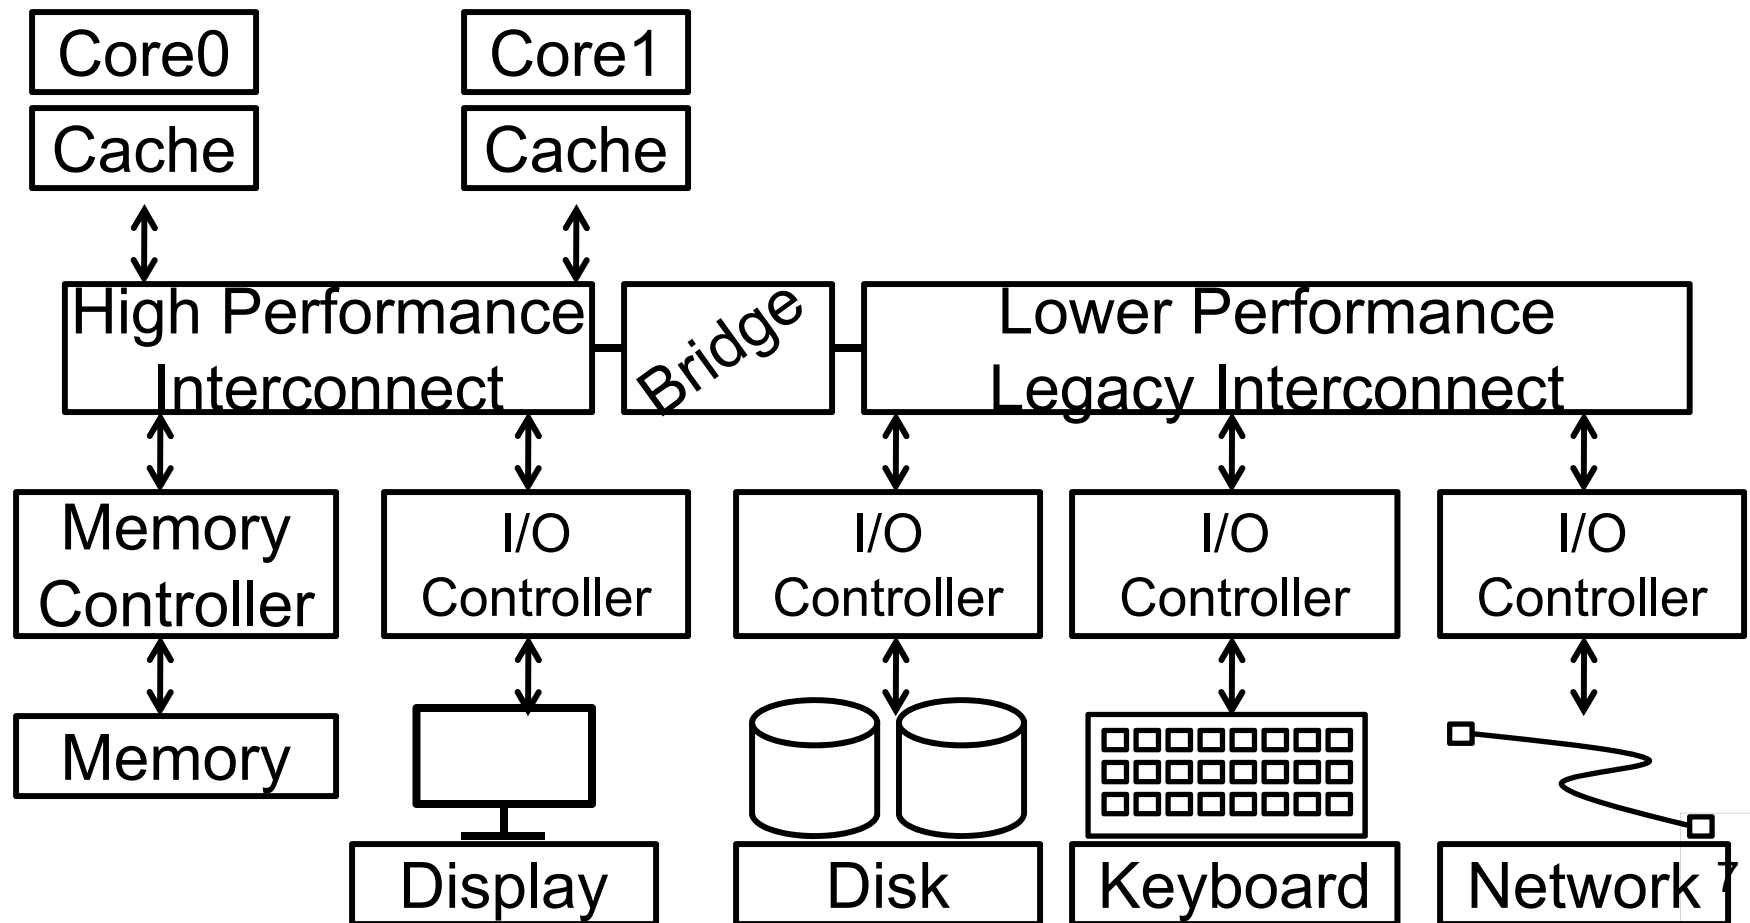 Core0
Core1
Cache
Cache
High Performance
Interconnect
Bridge
Lower Performance
Legacy Interconnect
Memory
Controller
I/O
Controller
I/O
Controller
I/O
Controller
I/O
Controller
Memory
Display
Disk
Keyboard
Network
7